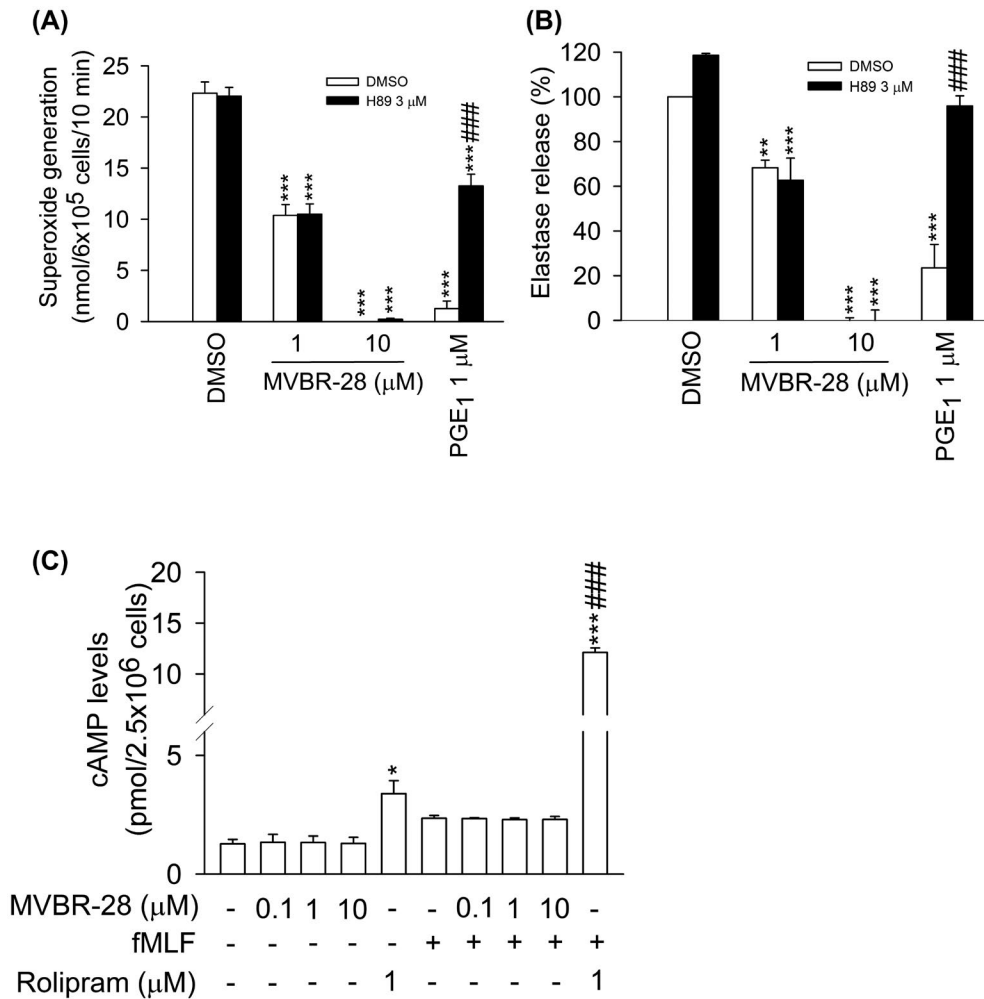 (A)
Superoxide generation
(nmol/6x10⁵ cells/10 min)
25
20
15
10
5
0
DMSO
H89 3 μM
***
***
***
***
***
***###
DMSO
1
10
MVBR-28 (μM)
PGE₁ 1 μM
(B)
Elastase release (%)
120
100
80
60
40
20
0
DMSO
H89 3 μM
**
***
***
***
***
###
DMSO
1
10
MVBR-28 (μM)
PGE₁ 1 μM
(C)
cAMP levels
(pmol/2.5x10⁶ cells)
20
15
10
5
0
*
***###
MVBR-28 (μM) - 0.1 1 10 - - 0.1 1 10 -
fMLF - - - - - + + + + +
Rolipram (μM) - - - - 1 - - - - 1